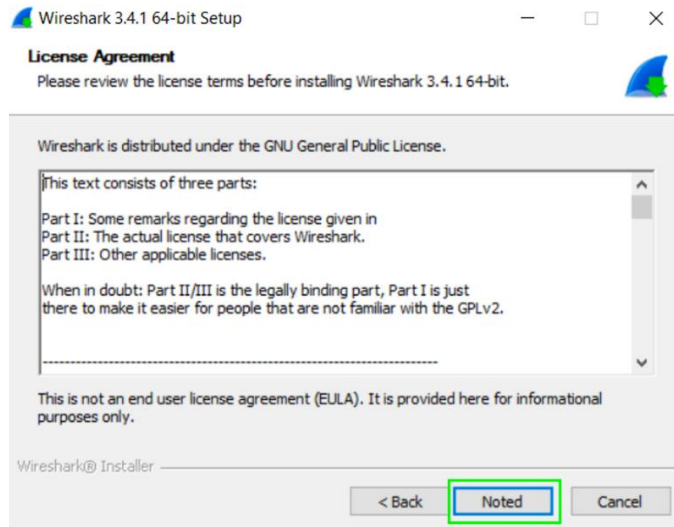 Wireshark 3.4.1 64-bit Setup
License Agreement
Please review the license terms before installing Wireshark 3.4.1 64-bit.
Wireshark is distributed under the GNU General Public License.
This text consists of three parts:
Part I: Some remarks regarding the license given in
Part II: The actual license that covers Wireshark.
Part III: Other applicable licenses.
When in doubt: Part II/III is the legally binding part, Part I is just
there to make it easier for people that are not familiar with the GPLv2.
------------------------------------------------------------------------
This is not an end user license agreement (EULA). It is provided here for informational
purposes only.
Wireshark® Installer
< Back Noted Cancel